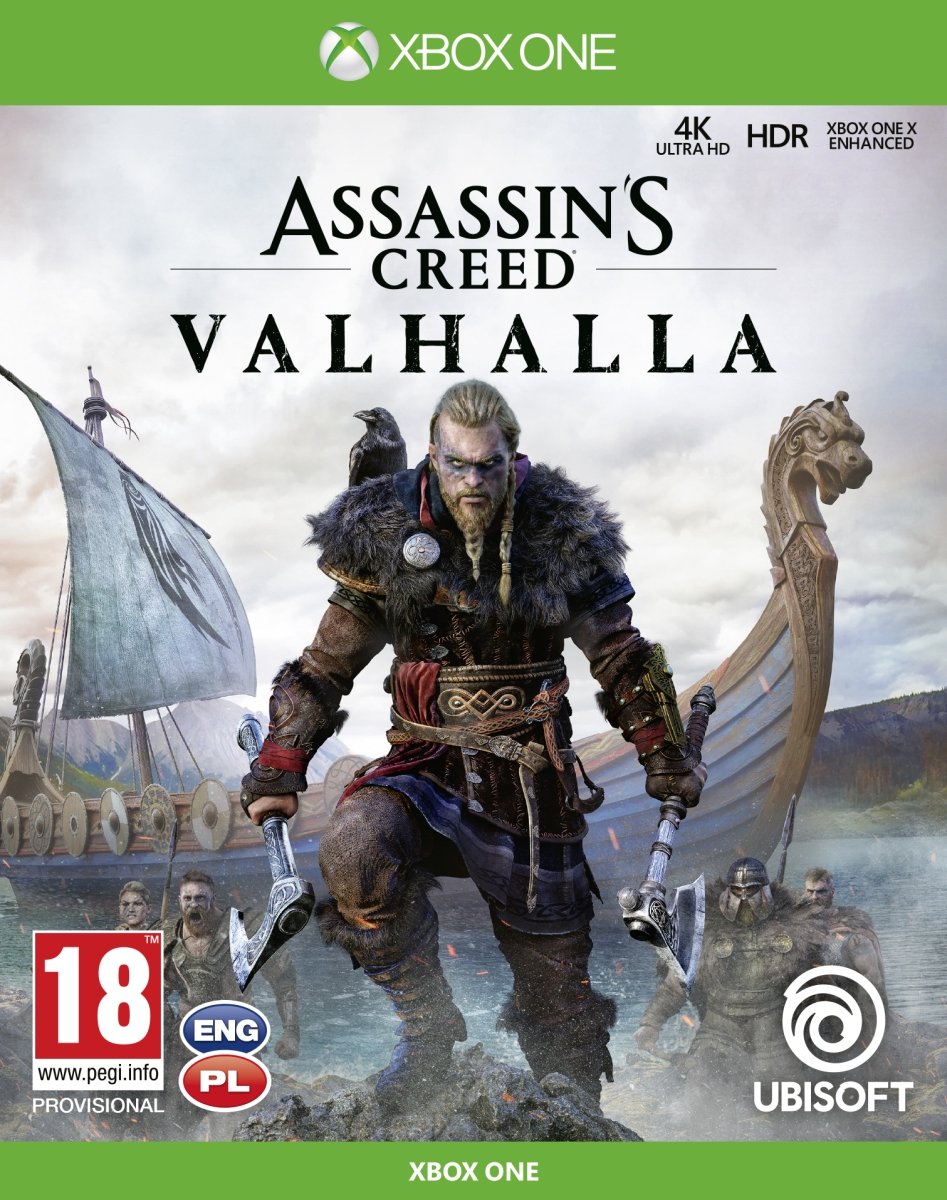 XBOX ONE
4K
ULTRA HD
HDR
XBOX ONE X
ENHANCED
ASSASSIN'S
CREED®
VALHALLA
18™
www.pegi.info
PROVISIONAL
ENG
PL
UBISOFT
XBOX ONE